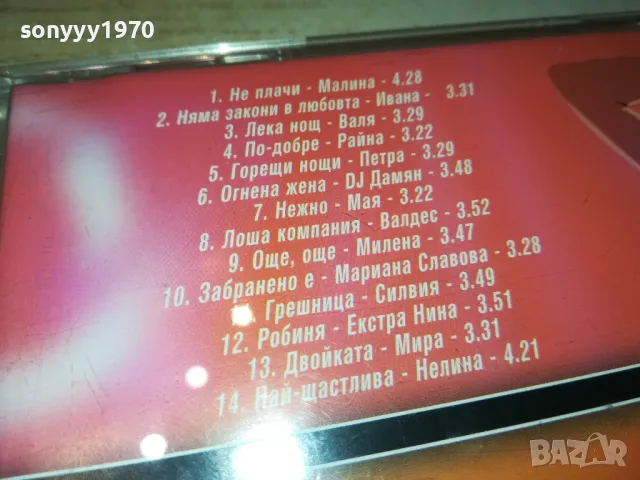 sonyyy1970
1. Не плачи - Малина - 4.28
2. Няма закони в любовта - Ивана - 3.31
3. Лека нощ - Валя - 3.29
4. По-добре - Райна - 3.22
5. Горещи нощи - Петра - 3.29
6. Огнена жена - DJ Дамян - 3.48
7. Нежно - Мая - 3.22
8. Лоша компания - Валдес - 3.52
9. Още, още - Милена - 3.47
10. Забранено е - Мариана Славова - 3.28
Грешница - Силвия - 3.49
12. Робиня - Екстра Нина - 3.51
13. Двойката - Мира - 3.31
14. Най-щастлива - Нелина - 4.21
BAZAR